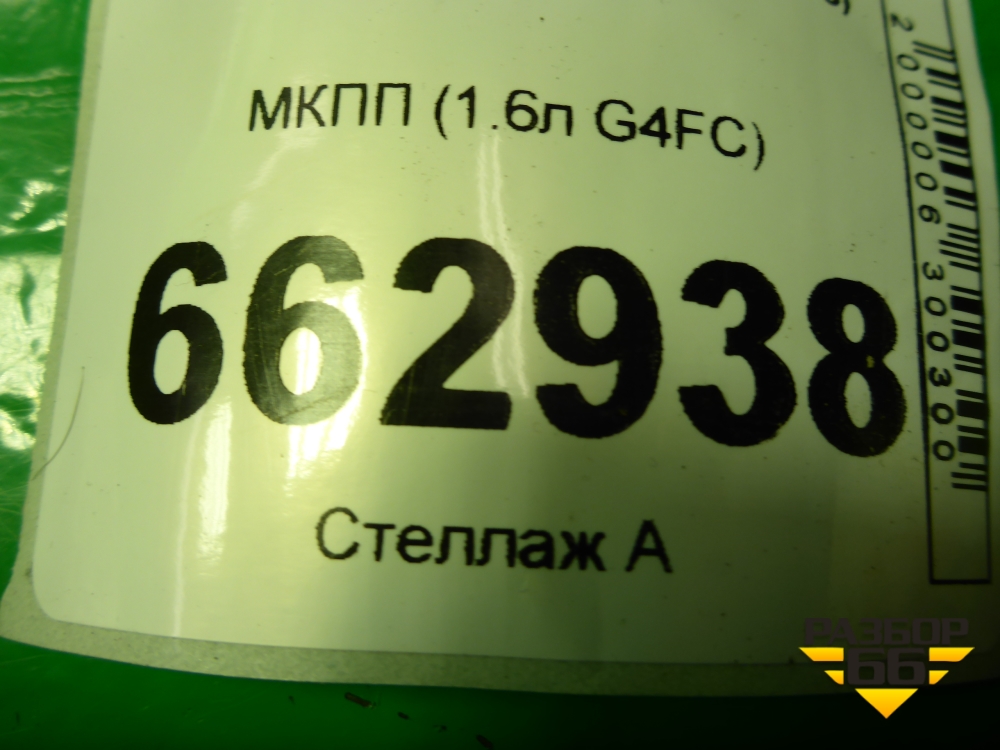 МКПП (1.6л G4FC)
662938
Стеллаж А
2000006300300
РАЗБОР
66